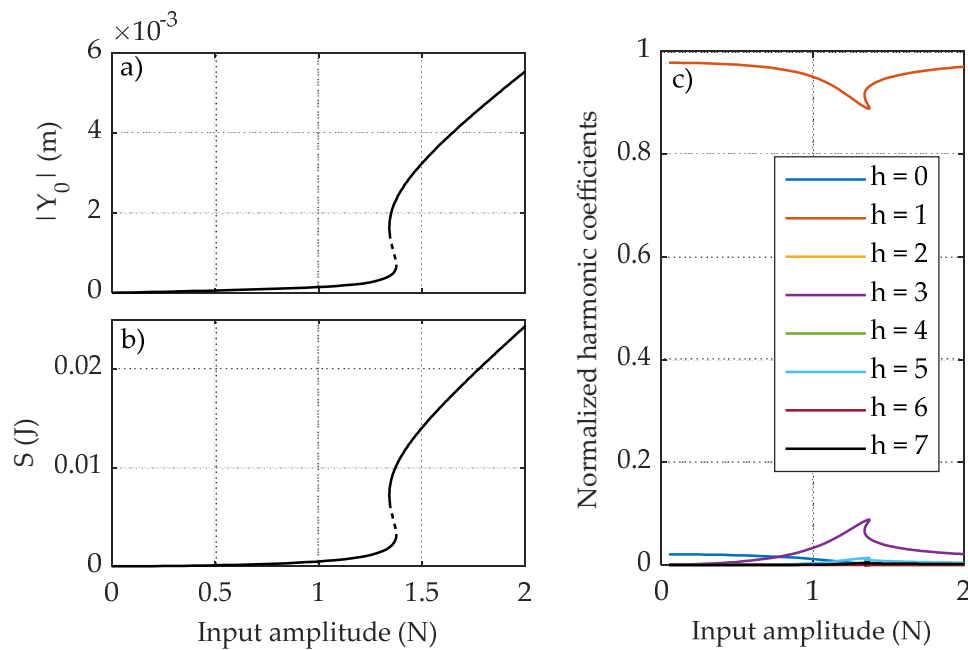 ×10⁻³
a)
6
4
2
0
|Y₀| (m)
b)
0.02
0.01
0
S (J)
0
0.5
1
1.5
2
Input amplitude (N)
c)
1
0.8
0.6
0.4
0.2
0
Normalized harmonic coefficients
h = 0
h = 1
h = 2
h = 3
h = 4
h = 5
h = 6
h = 7
0
1
2
Input amplitude (N)